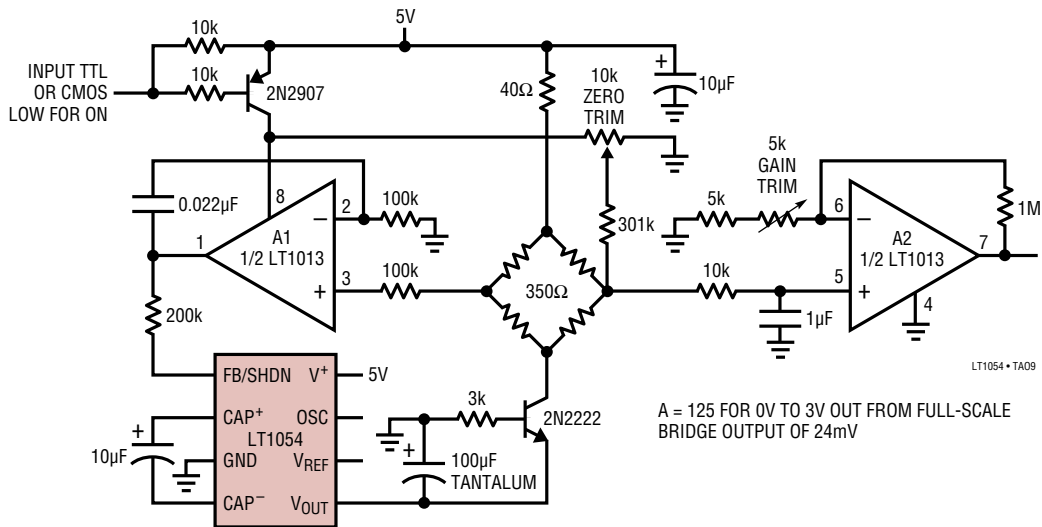 5V
10k
10k
INPUT TTL
OR CMOS
LOW FOR ON
2N2907
40Ω
10k
ZERO
TRIM
+
10µF
5k
GAIN
TRIM
0.022µF
8
2
–
100k
1
A1
1/2 LT1013
3
+
100k
301k
5k
6
–
1M
A2
1/2 LT1013
7
350Ω
10k
5
+
4
1µF
200k
LT1054 • TA09
FB/SHDN
V+
5V
CAP+
OSC
LT1054
GND
VREF
CAP–
VOUT
+
10µF
3k
2N2222
+
100µF
TANTALUM
A = 125 FOR 0V TO 3V OUT FROM FULL-SCALE
BRIDGE OUTPUT OF 24mV